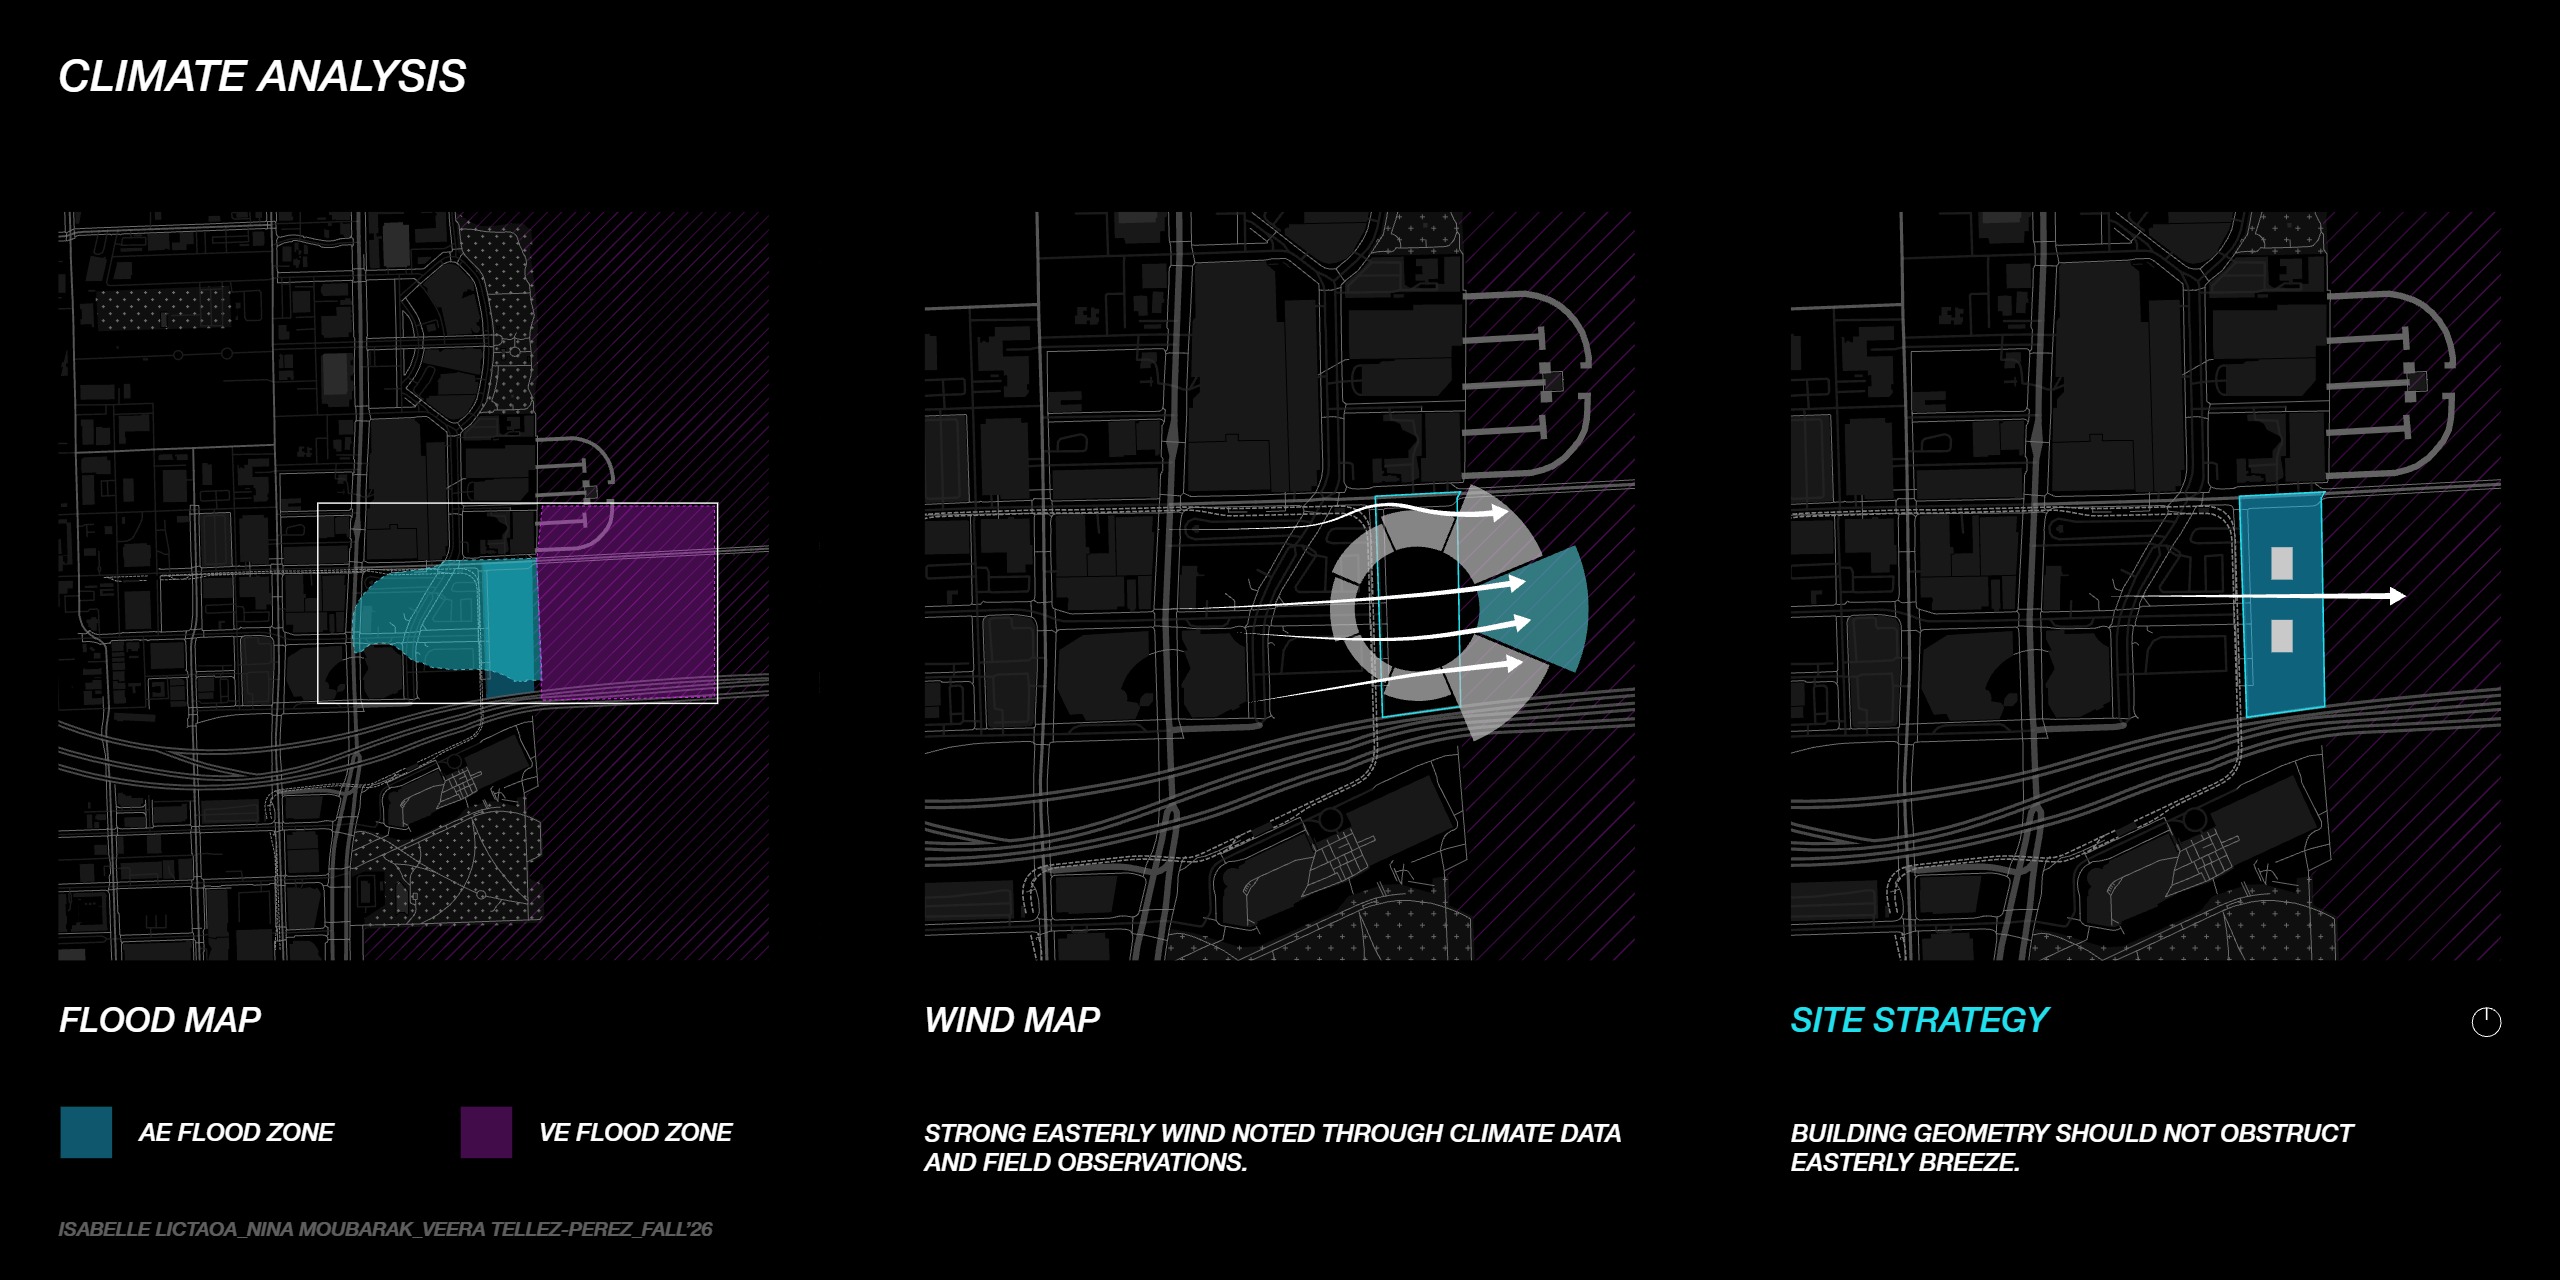 CLIMATE ANALYSIS
FLOOD MAP
AE FLOOD ZONE
VE FLOOD ZONE
WIND MAP
STRONG EASTERLY WIND NOTED THROUGH CLIMATE DATA
AND FIELD OBSERVATIONS.
SITE STRATEGY
BUILDING GEOMETRY SHOULD NOT OBSTRUCT
EASTERLY BREEZE.
ISABELLE LICTAOA_NINA MOUBARAK_VEERA TELLEZ-PEREZ_FALL'26